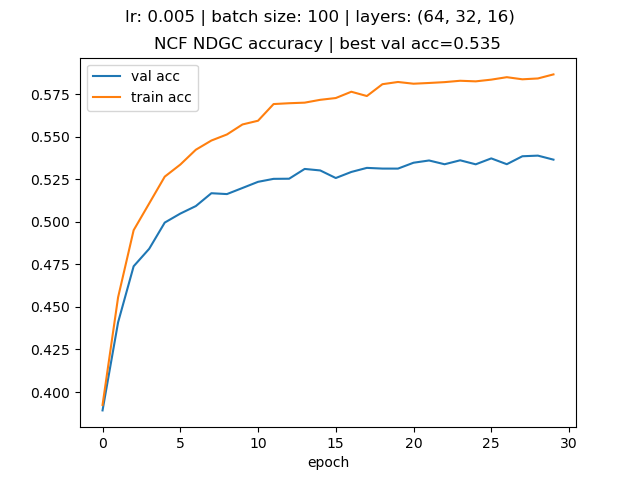 lr: 0.005 | batch size: 100 | layers: (64, 32, 16)
NCF NDGC accuracy | best val acc=0.535
val acc
train acc
0.575
0.550
0.525
0.500
0.475
0.450
0.425
0.400
0 5 10 15 20 25 30
epoch